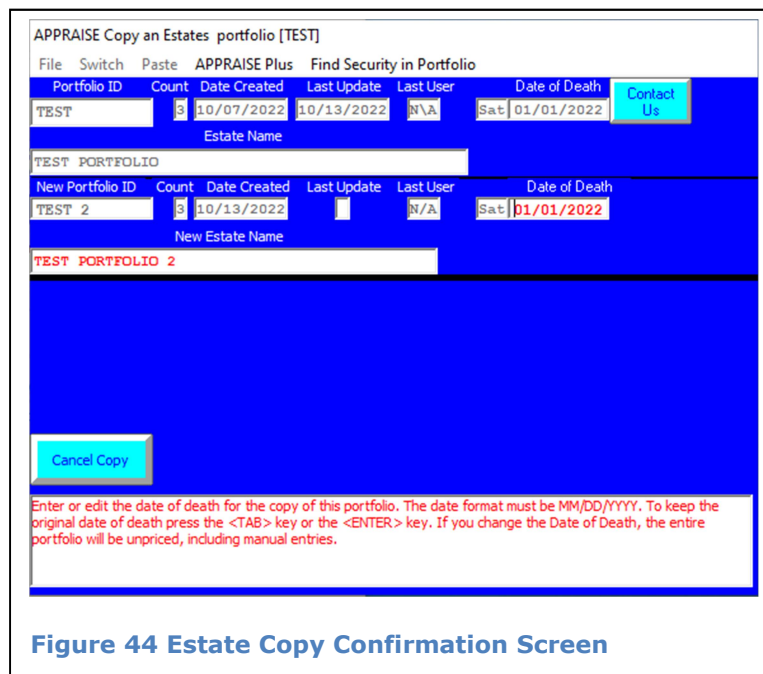 APPRAISE Copy an Estates portfolio [TEST]
File Switch Paste APPRAISE Plus Find Security in Portfolio
Portfolio ID Count Date Created Last Update Last User Date of Death Contact Us
TEST 3 10/07/2022 10/13/2022 N\A Sat 01/01/2022
Estate Name
TEST PORTFOLIO
New Portfolio ID Count Date Created Last Update Last User Date of Death
TEST 2 3 10/13/2022 N/A Sat 01/01/2022
New Estate Name
TEST PORTFOLIO 2
Cancel Copy
Enter or edit the date of death for the copy of this portfolio. The date format must be MM/DD/YYYY. To keep the
original date of death press the <TAB> key or the <ENTER> key. If you change the Date of Death, the entire
portfolio will be unpriced, including manual entries.
Figure 44 Estate Copy Confirmation Screen